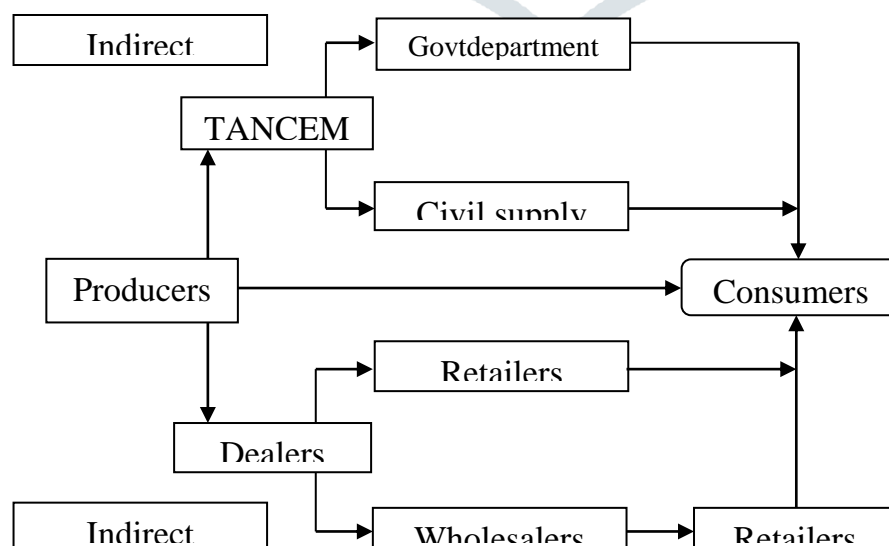 Indirect
Govtdepartment
TANCEM
Civil supply
Producers
Consumers
Retailers
Dealers
Indirect
Wholesalers
Retailers